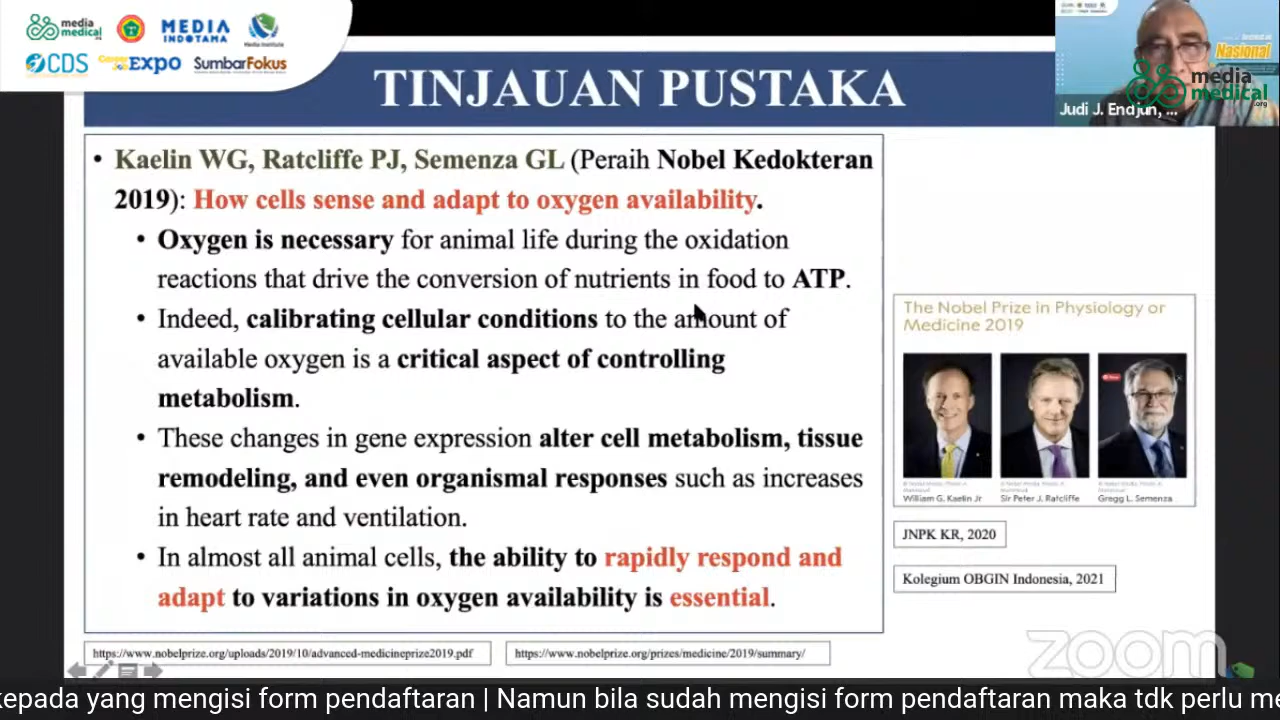 media
medical.org
MEDIA
INDOTAMA
Media Institute
CDS
Career
Expo
SumbarFokus
TINJAUAN PUSTAKA
Nasional
media
medical.org
Judi J. Endjun, ...
• Kaelin WG, Ratcliffe PJ, Semenza GL (Peraih Nobel Kedokteran
2019): How cells sense and adapt to oxygen availability.
• Oxygen is necessary for animal life during the oxidation
reactions that drive the conversion of nutrients in food to ATP.
• Indeed, calibrating cellular conditions to the amount of
available oxygen is a critical aspect of controlling
metabolism.
• These changes in gene expression alter cell metabolism, tissue
remodeling, and even organismal responses such as increases
in heart rate and ventilation.
• In almost all animal cells, the ability to rapidly respond and
adapt to variations in oxygen availability is essential.
The Nobel Prize in Physiology or
Medicine 2019
William G. Kaelin Jr
Sir Peter J. Ratcliffe
Gregg L. Semenza
JNPK KR, 2020
Kolegium OBGIN Indonesia, 2021
https://www.nobelprize.org/uploads/2019/10/advanced-medicineprize2019.pdf
https://www.nobelprize.org/prizes/medicine/2019/summary/
zoom
kepada yang mengisi form pendaftaran | Namun bila sudah mengisi form pendaftaran maka tdk perlu me